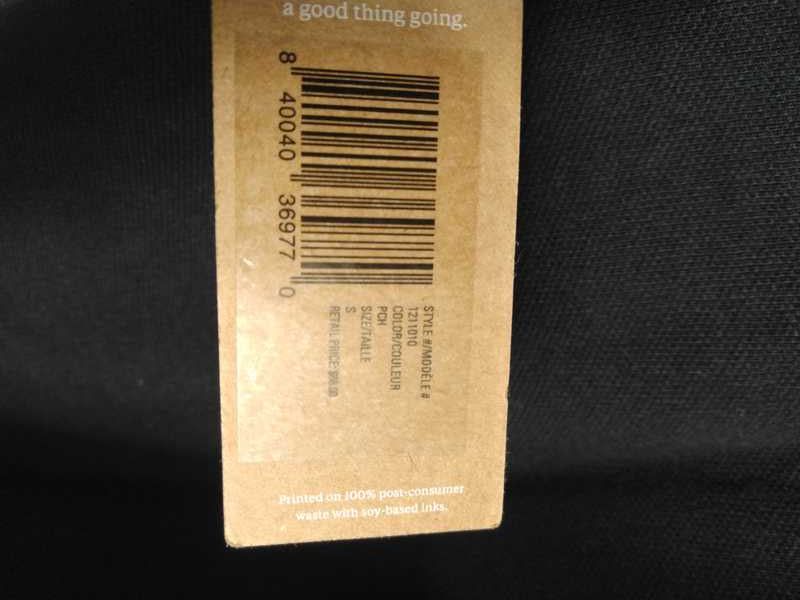 a good thing going.
8 40040 36977 0
STYLE #/MODÈLE #
1211010
COLOR/COULEUR
PCH
SIZE/TAILLE
S
RETAIL PRICE:
Printed on 100% post-consumer
waste with soy-based inks.